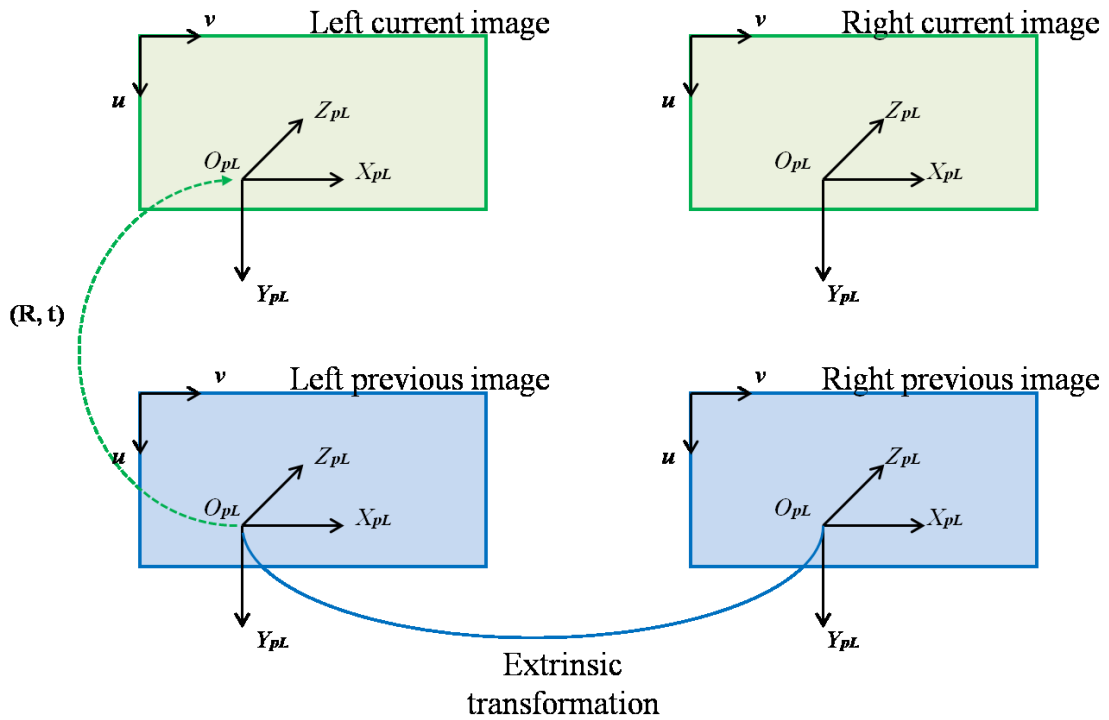 Left current image
v
u
Z_pL
O_pL
X_pL
Y_pL
Right current image
v
u
Z_pL
O_pL
X_pL
Y_pL
(R, t)
Left previous image
v
u
Z_pL
O_pL
X_pL
Y_pL
Right previous image
v
u
Z_pL
O_pL
X_pL
Y_pL
Extrinsic
transformation